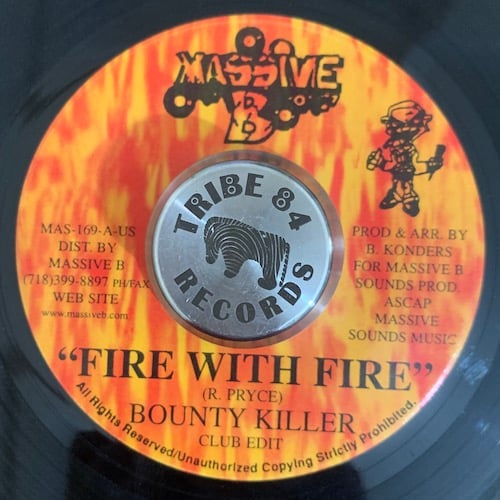 MASSIVE
B
TRIBE 84
RECORDS
MAS-169-A-US
DIST. BY
MASSIVE B
(718)399-8897 PH/FAX
WEB SITE
www.massiveb.com
PROD & ARR. BY
B. KONDERS
FOR MASSIVE B
SOUNDS PROD.
ASCAP
MASSIVE
SOUNDS MUSIC
“FIRE WITH FIRE”
(R. PRYCE)
BOUNTY KILLER
CLUB EDIT
All Rights Reserved/Unauthorized Copying Strictly Prohibited.